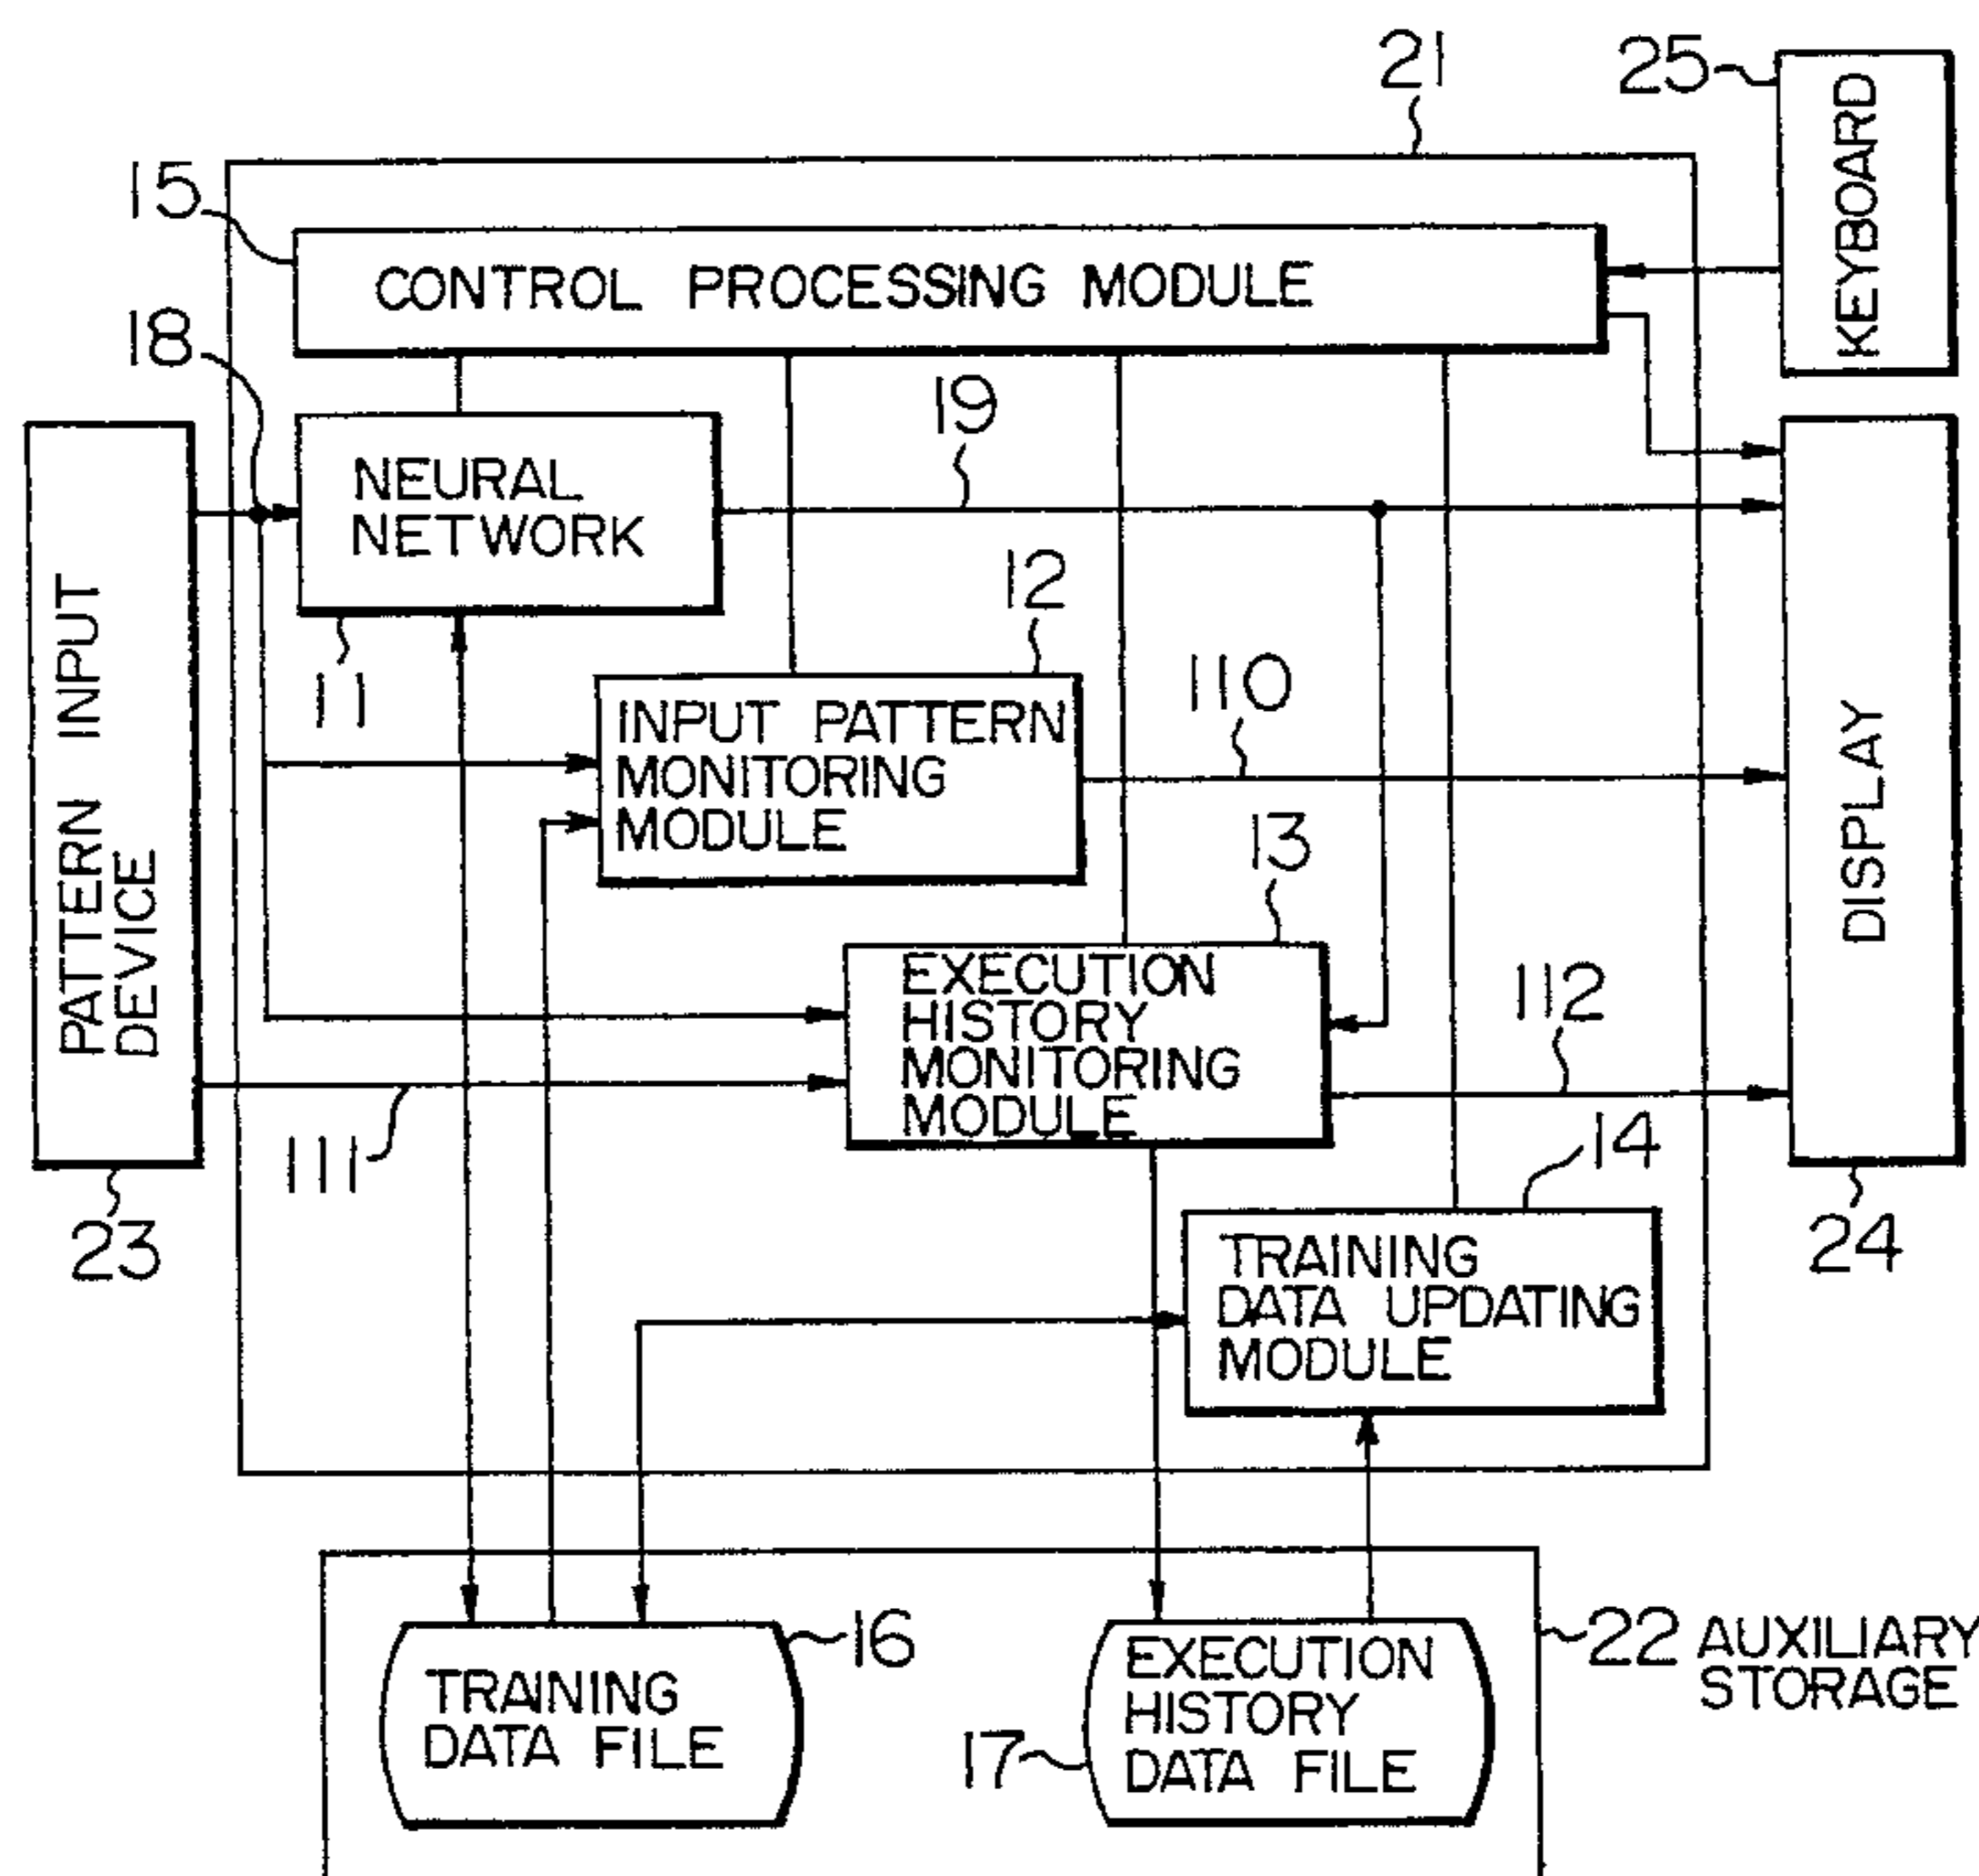 21
25
KEYBOARD
15
CONTROL PROCESSING MODULE
18
19
NEURAL
NETWORK
11
12
INPUT PATTERN
MONITORING
MODULE
110
PATTERN INPUT
DEVICE
23
DISPLAY
24
13
EXECUTION
HISTORY
MONITORING
MODULE
111
112
14
TRAINING
DATA UPDATING
MODULE
16
TRAINING
DATA FILE
17
EXECUTION
HISTORY
DATA FILE
22 AUXILIARY
STORAGE